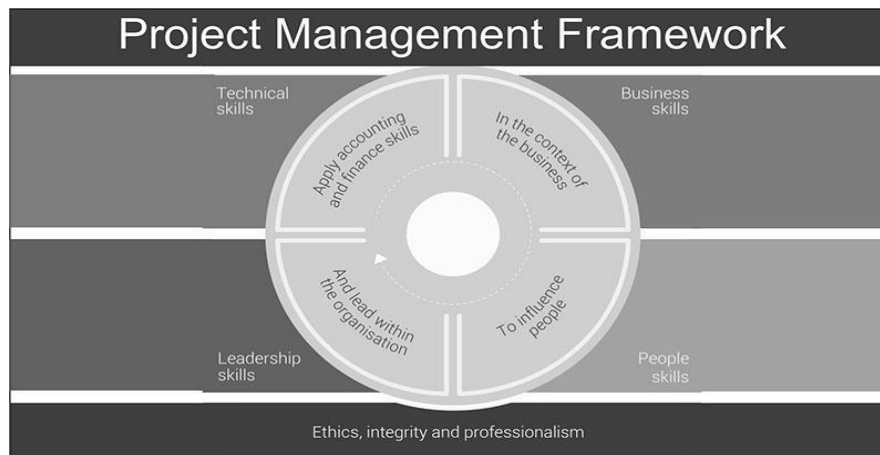 Project Management Framework
Technical
skills
Business
skills
Apply accounting
and finance skills
In the context of
the business
And lead within
the organisation
To influence
people
Leadership
skills
People
skills
Ethics, integrity and professionalism